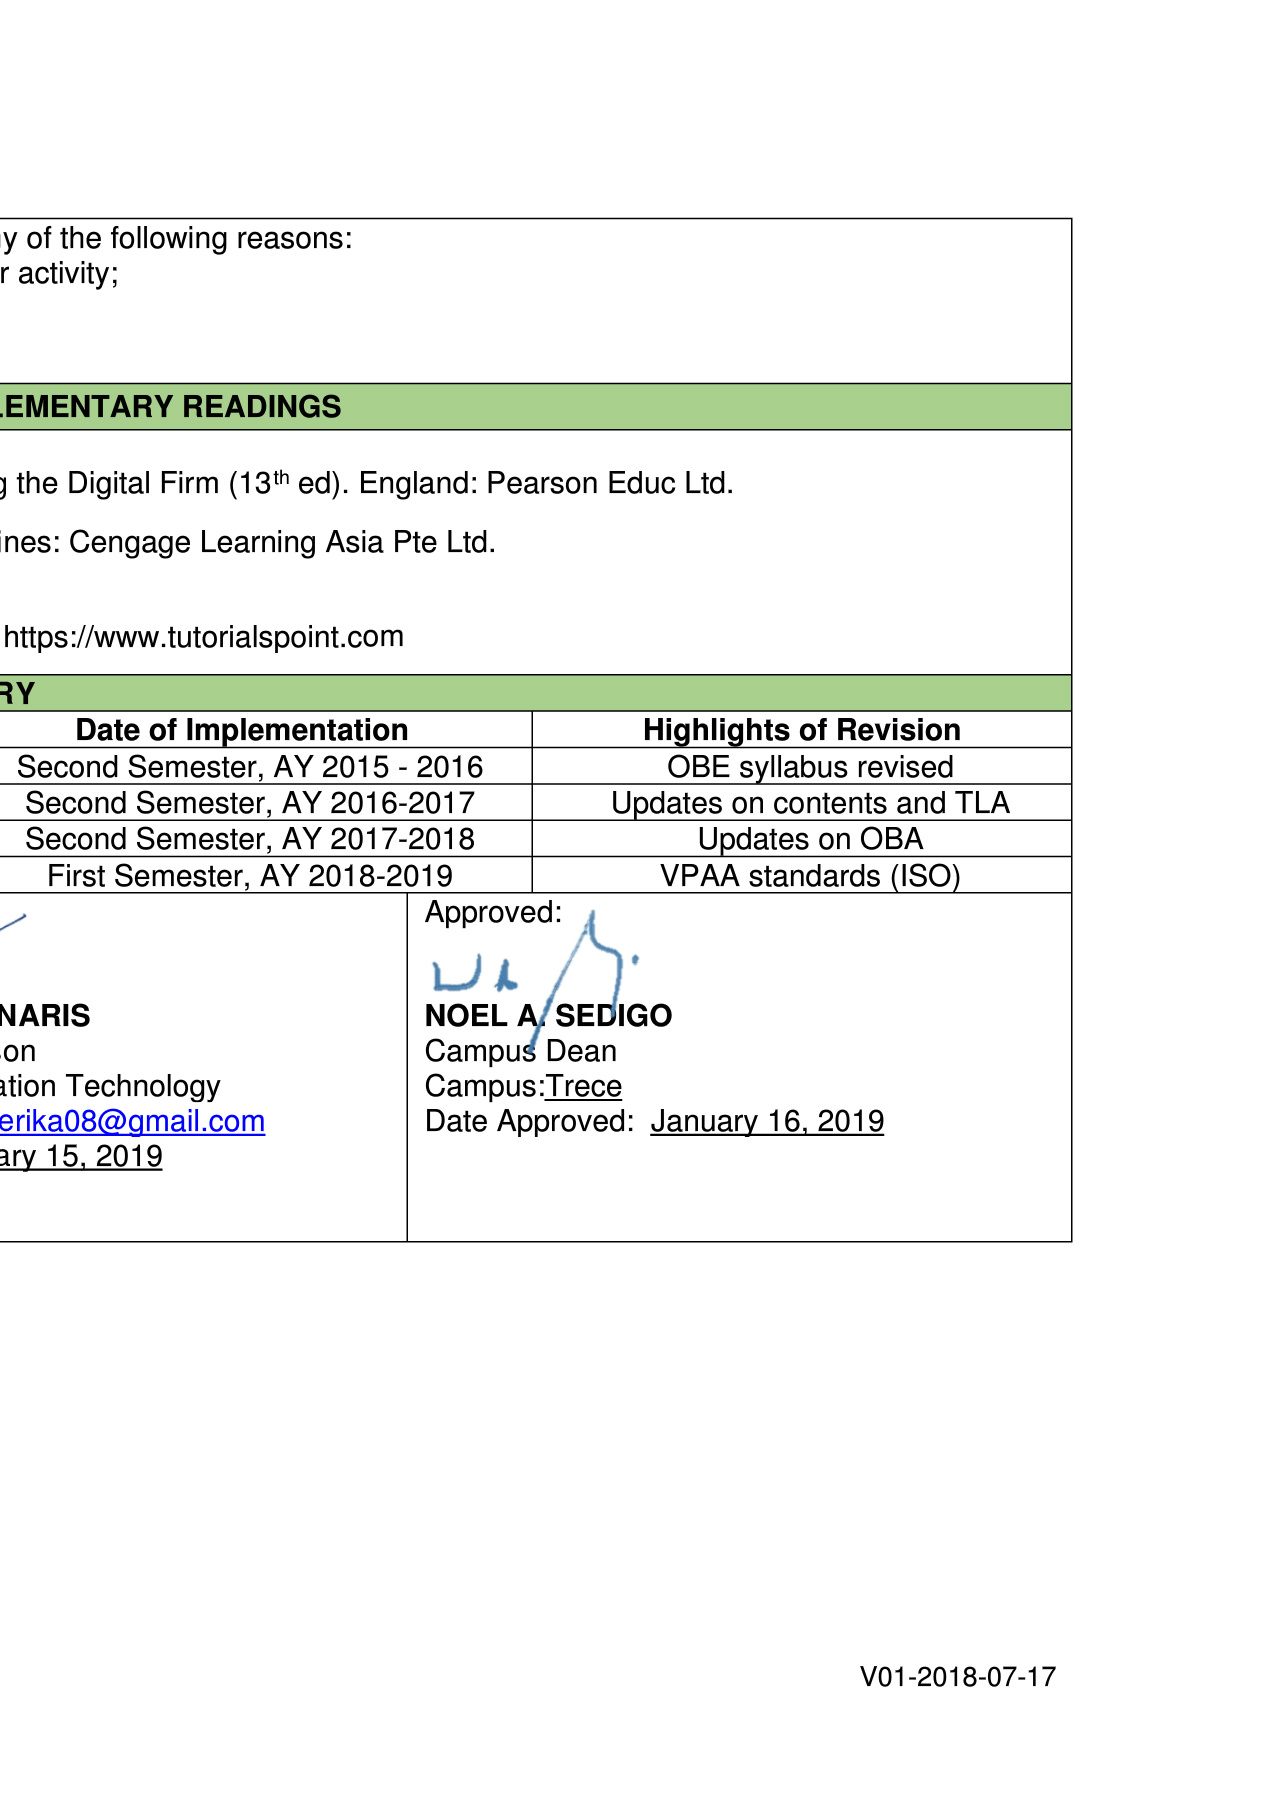 y of the following reasons:
r activity;
LEMENTARY READINGS
g the Digital Firm (13th ed). England: Pearson Educ Ltd.
ines: Cengage Learning Asia Pte Ltd.
https://www.tutorialspoint.com
RY
Date of Implementation Highlights of Revision
Second Semester, AY 2015 - 2016 OBE syllabus revised
Second Semester, AY 2016-2017 Updates on contents and TLA
Second Semester, AY 2017-2018 Updates on OBA
First Semester, AY 2018-2019 VPAA standards (ISO)
Approved:
NARIS NOEL A. SEDIGO
son Campus Dean
ation Technology Campus:Trece
erika08@gmail.com Date Approved: January 16, 2019
ary 15, 2019
V01-2018-07-17